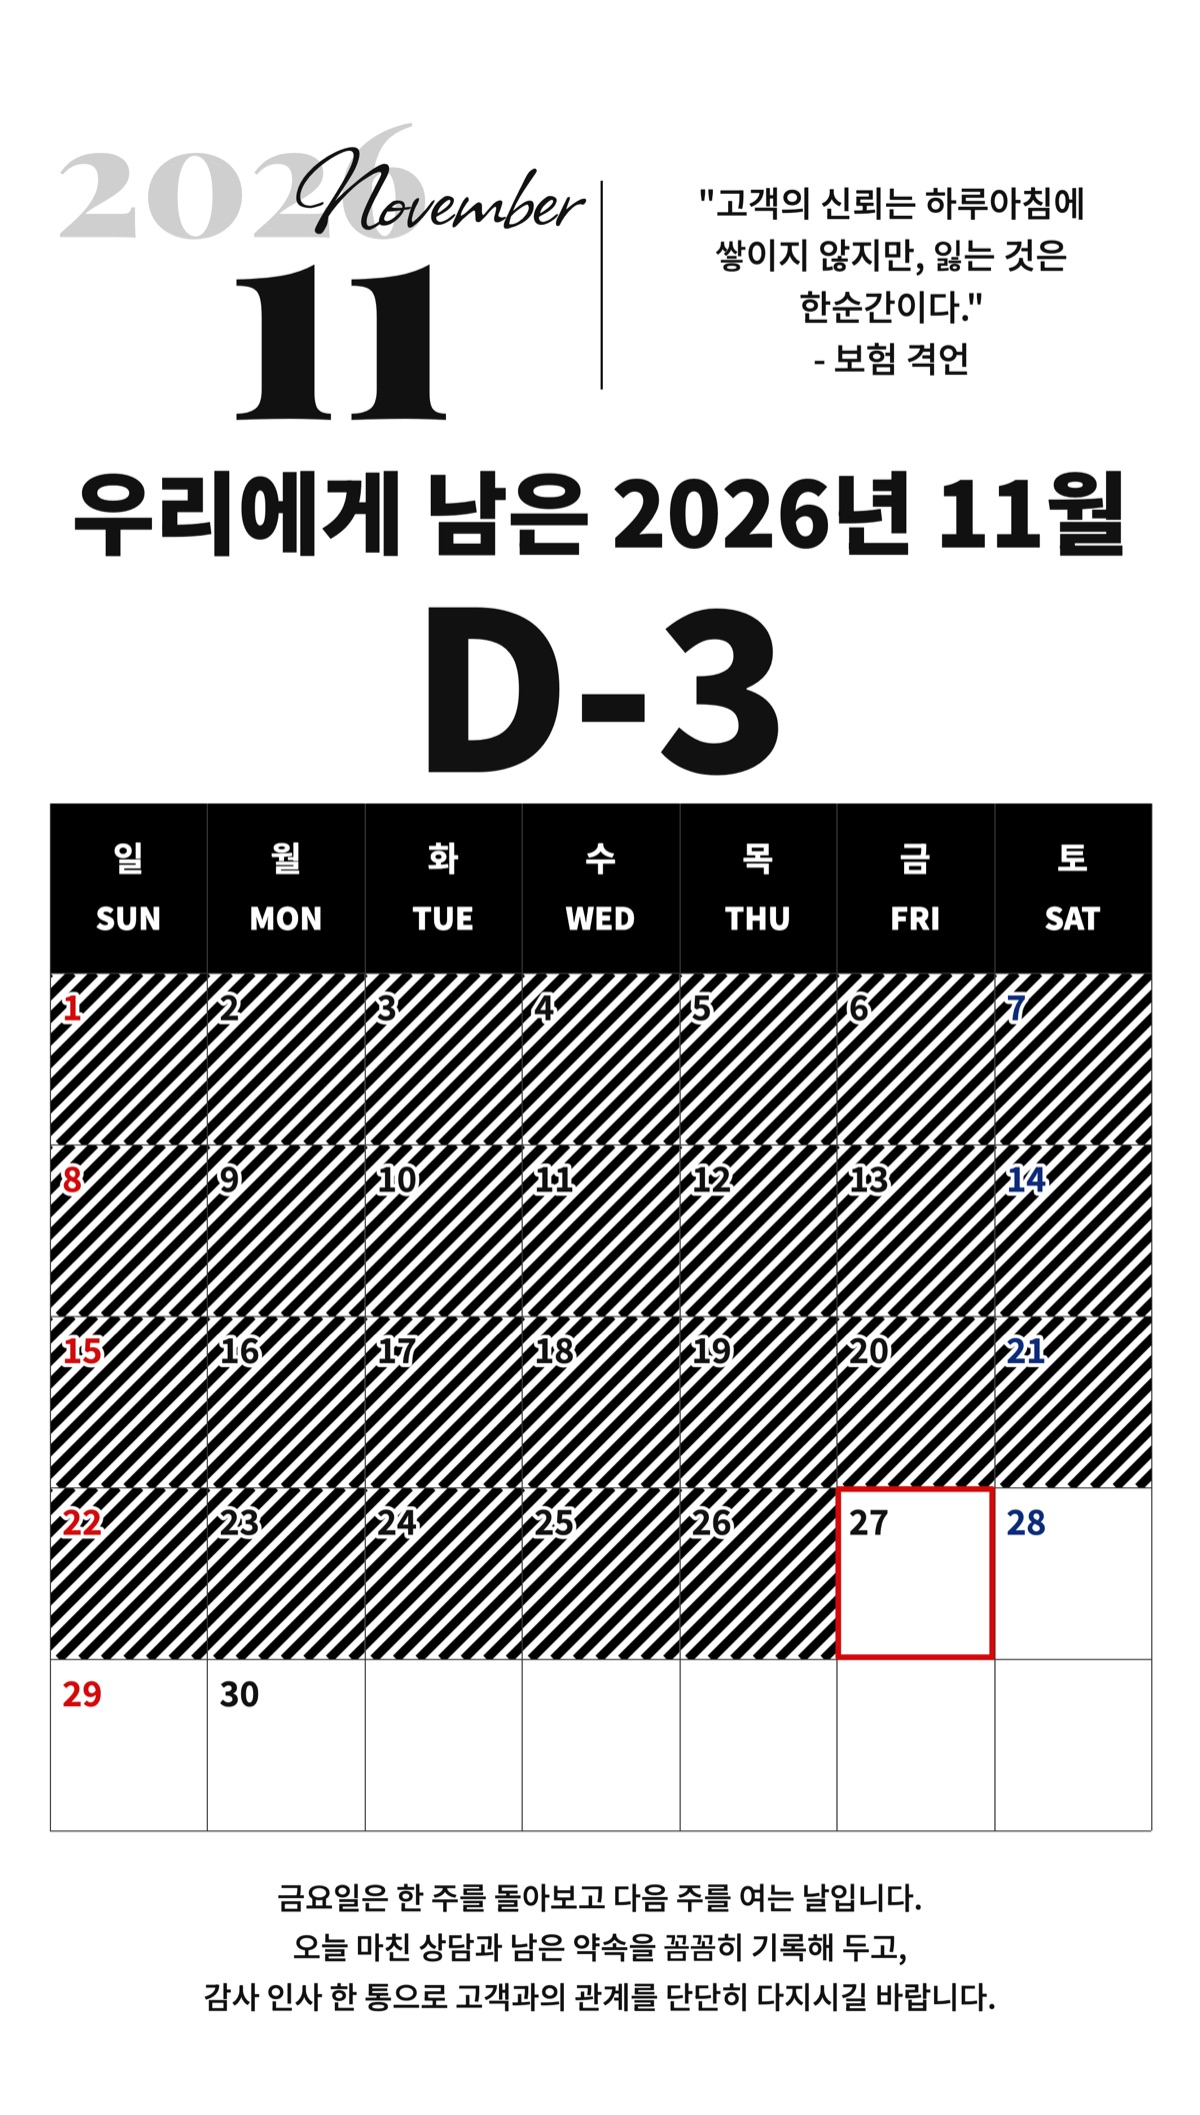 2026
November
11
"고객의 신뢰는 하루아침에
쌓이지 않지만, 잃는 것은
한순간이다."
- 보험 격언
우리에게 남은 2026년 11월
D-3
일 월 화 수 목 금 토
SUN MON TUE WED THU FRI SAT
1 2 3 4 5 6 7
8 9 10 11 12 13 14
15 16 17 18 19 20 21
22 23 24 25 26 27 28
29 30
금요일은 한 주를 돌아보고 다음 주를 여는 날입니다.
오늘 마친 상담과 남은 약속을 꼼꼼히 기록해 두고,
감사 인사 한 통으로 고객과의 관계를 단단히 다지시길 바랍니다.